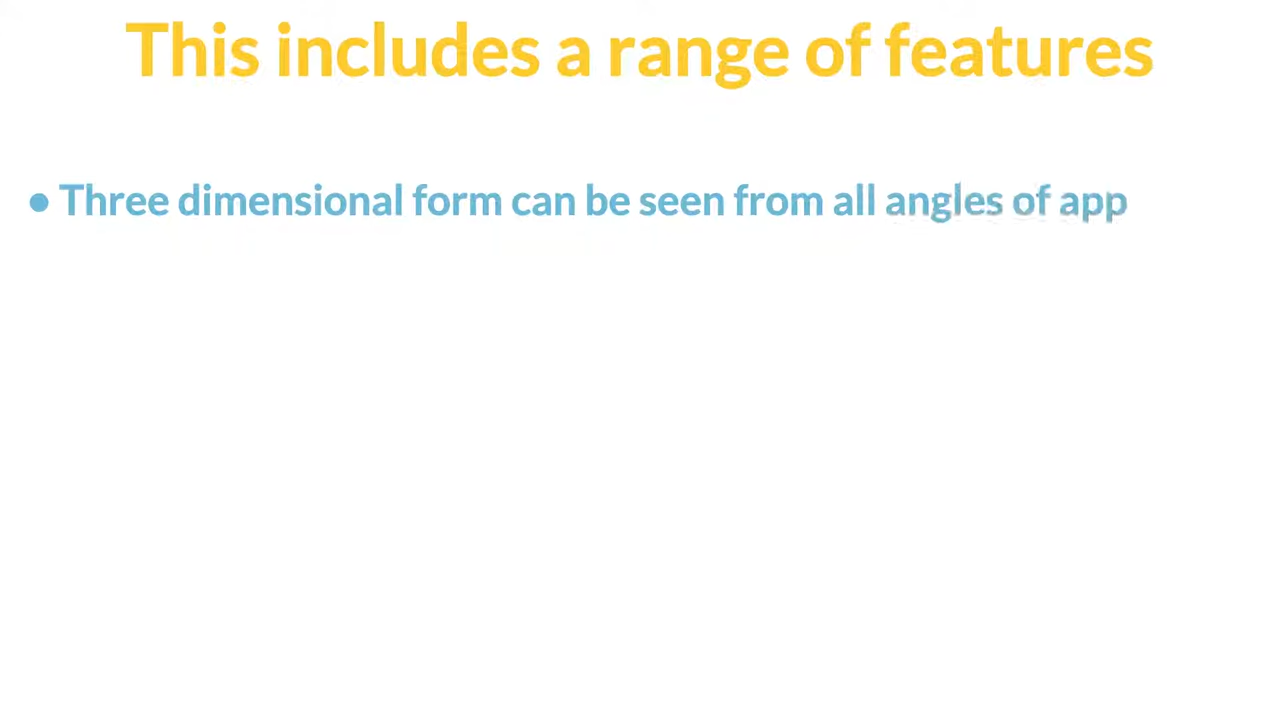 This includes a range of features
• Three dimensional form can be seen from all angles of app